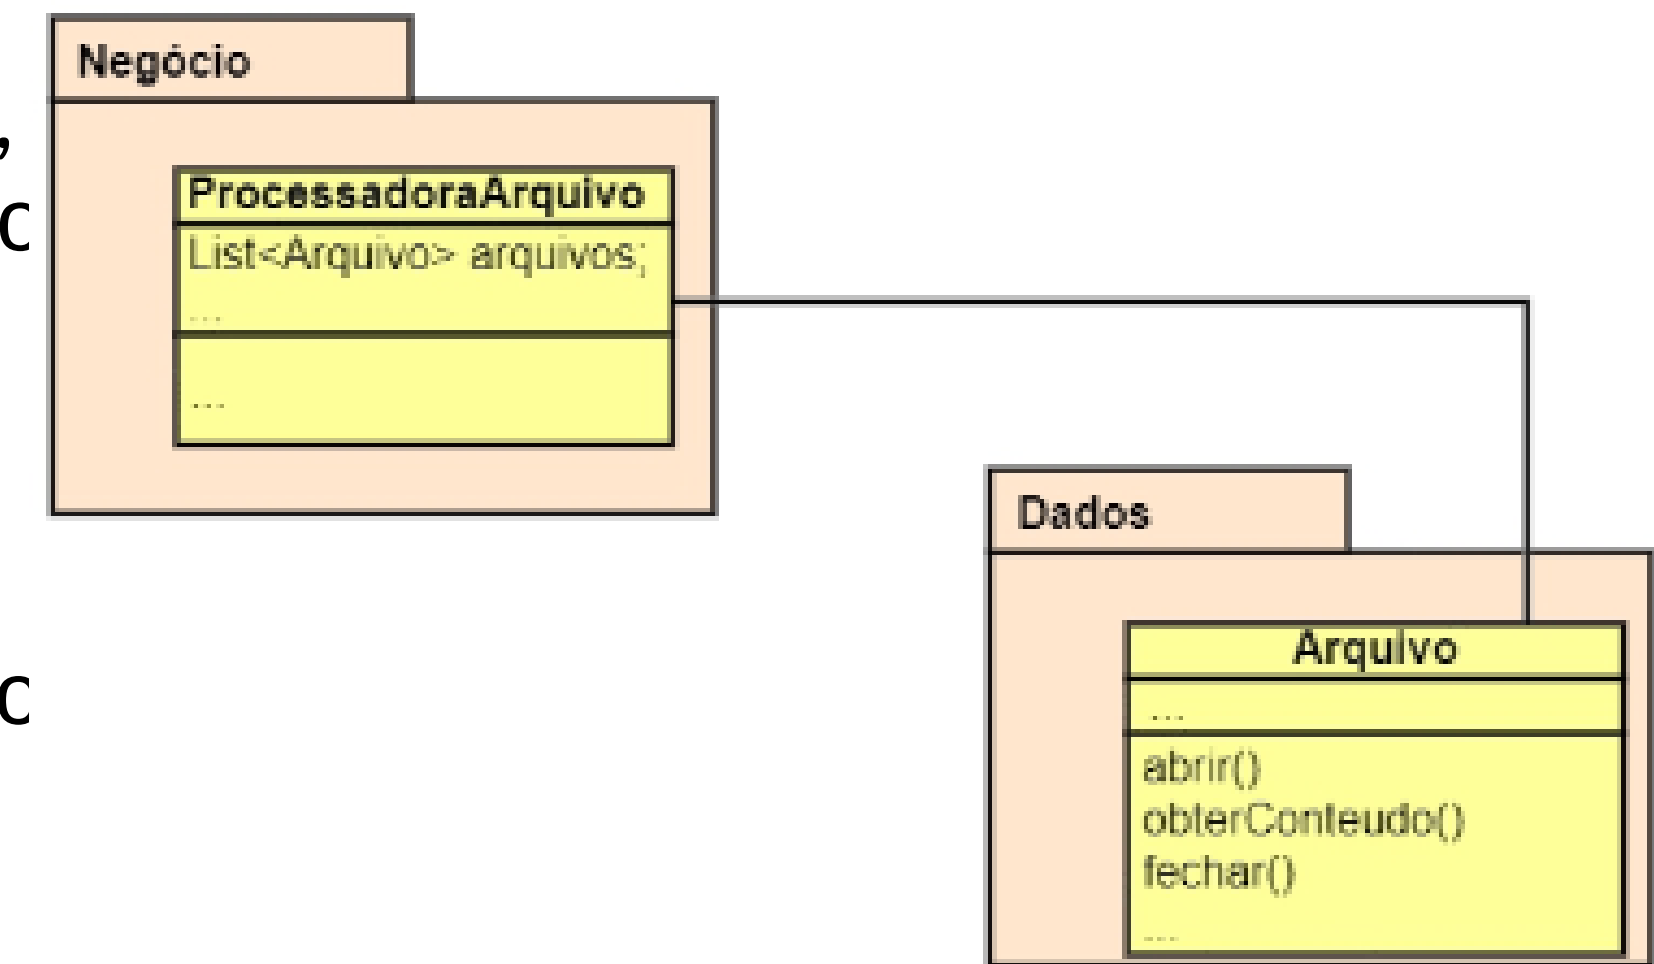 Negócio
,
ProcessadoraArquivo
c
List<Arquivo> arquivos;
...
...
Dados
Arquivo
c
...
abrir()
obterConteudo()
fechar()
...